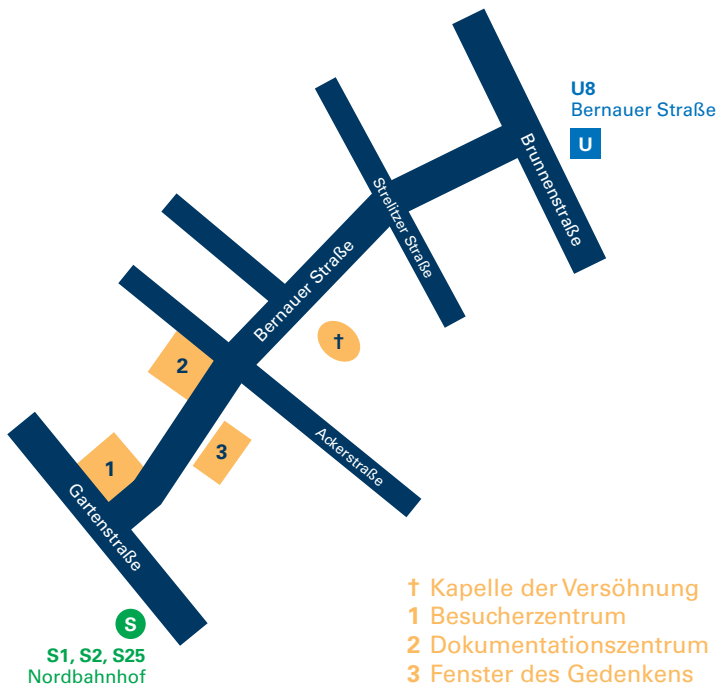 U8
Bernauer Straße
U
Brunnenstraße
Strelitzer Straße
Bernauer Straße
†
2
Ackerstraße
3
1
Gartenstraße
S
S1, S2, S25
Nordbahnhof
† Kapelle der Versöhnung
1 Besucherzentrum
2 Dokumentationszentrum
3 Fenster des Gedenkens